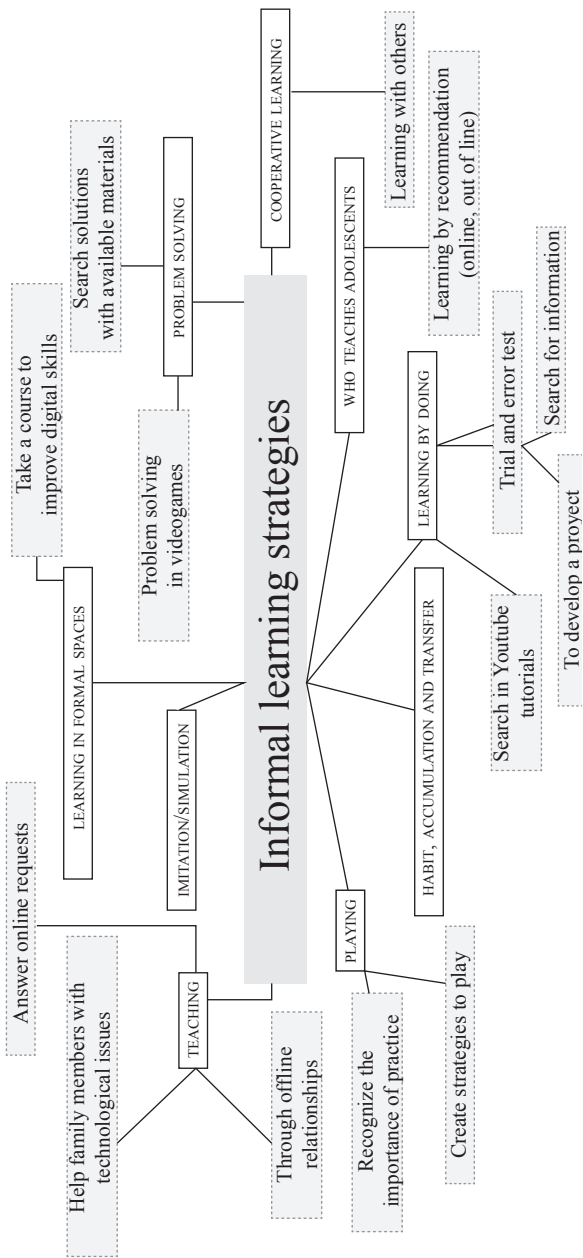 Answer online requests
Help family members with
technological issues
TEACHING
Through offline
relationships
Take a course to
improve digital skills
LEARNING IN FORMAL SPACES
IMITATION/SIMULATION
Search solutions
with available materials
PROBLEM SOLVING
Problem solving
in videogames
COOPERATIVE LEARNING
Learning with others
Informal learning strategies
WHO TEACHES ADOLESCENTS
Learning by recommendation
(online, out of line)
PLAYING
Recognize the
importance of practice
Create strategies to play
HABIT, ACCUMULATION AND TRANSFER
LEARNING BY DOING
Search in Youtube
tutorials
Trial and error test
To develop a proyect
Search for information